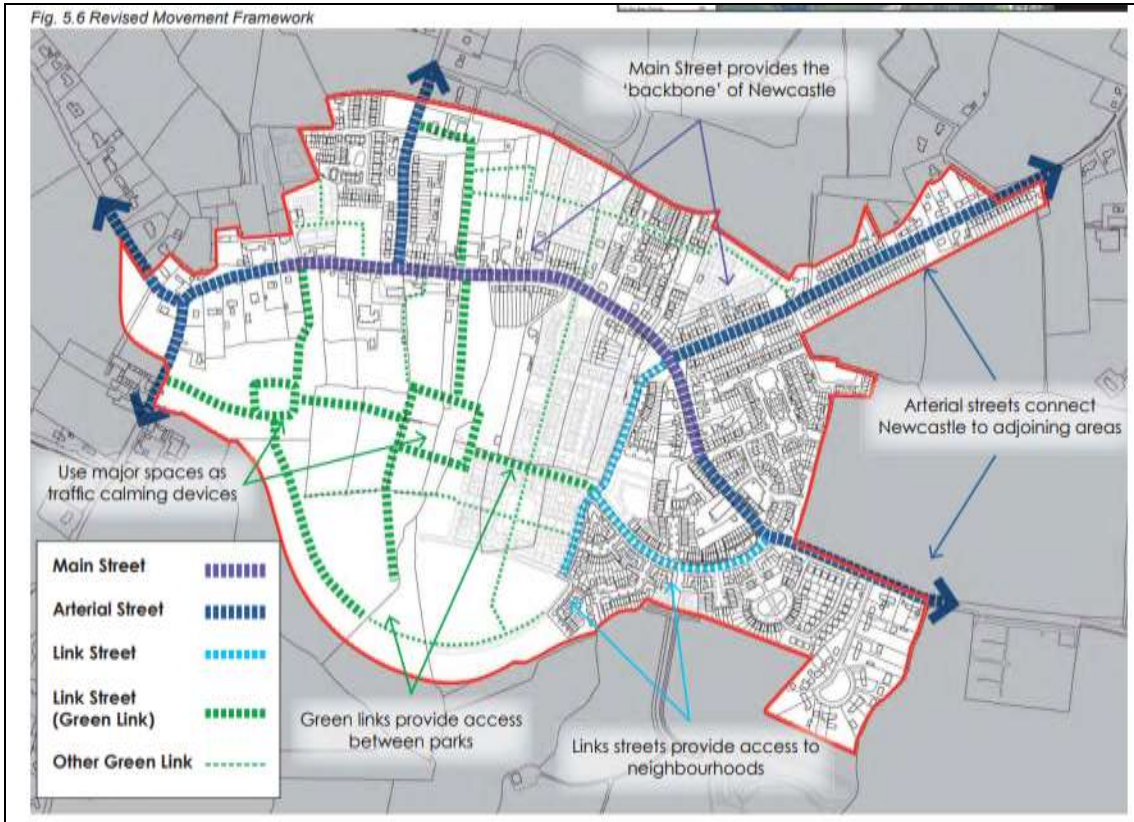 Fig. 5.6 Revised Movement Framework
Main Street provides the
‘backbone’ of Newcastle
Arterial streets connect
Newcastle to adjoining areas
Use major spaces as
traffic calming devices
Main Street
Arterial Street
Link Street
Link Street
(Green Link)
Other Green Link
Green links provide access
between parks
Links streets provide access to
neighbourhoods